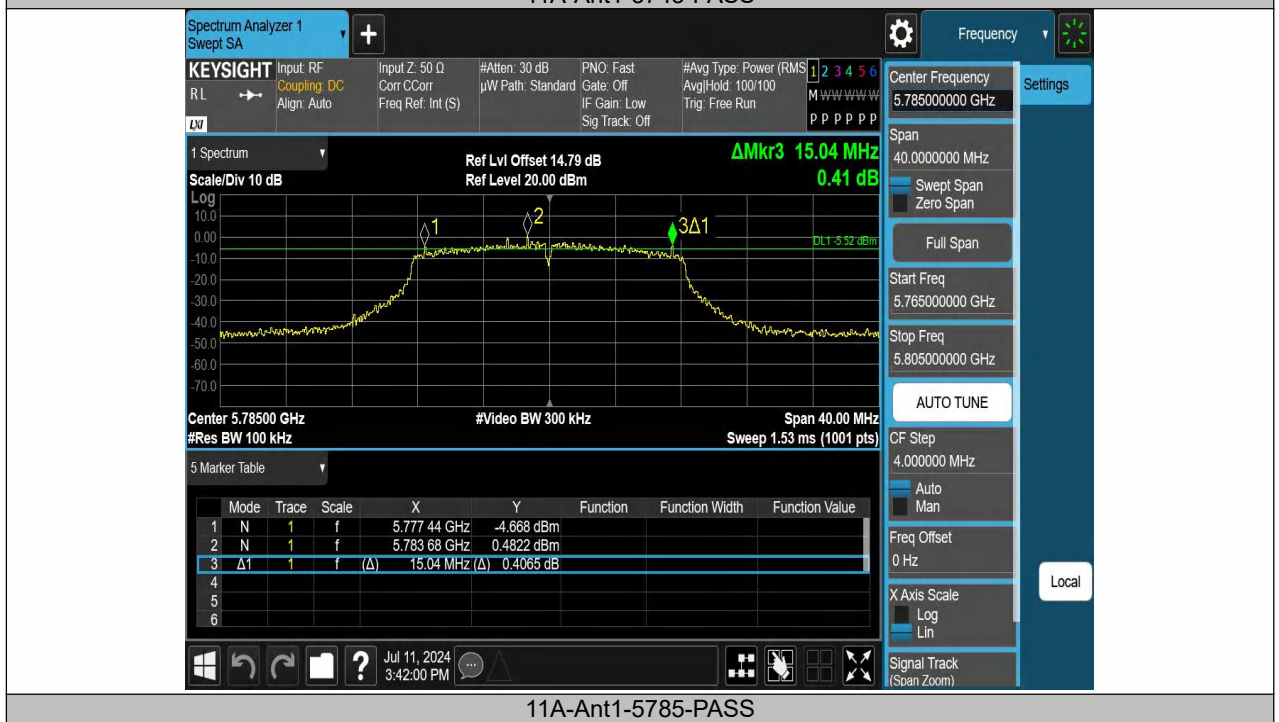 Spectrum Analyzer 1
Swept SA
+
Frequency
KEYSIGHT
RL
LXI
Input: RF
Coupling: DC
Align: Auto
Input Z: 50 Ω
Corr CCorr
Freq Ref: Int (S)
#Atten: 30 dB
µW Path: Standard
PNO: Fast
Gate: Off
IF Gain: Low
Sig Track: Off
#Avg Type: Power (RMS
Avg|Hold: 100/100
Trig: Free Run
1 2 3 4 5 6
M W W W W W
P P P P P P
1 Spectrum
Scale/Div 10 dB
Ref Lvl Offset 14.79 dB
Ref Level 20.00 dBm
ΔMkr3 15.04 MHz
0.41 dB
Log
10.0
0.00
-10.0
-20.0
-30.0
-40.0
-50.0
-60.0
-70.0
1
2
3Δ1
DL1 -5.52 dBm
Center 5.78500 GHz
#Res BW 100 kHz
#Video BW 300 kHz
Span 40.00 MHz
Sweep 1.53 ms (1001 pts)
5 Marker Table
Mode Trace Scale X Y Function Function Width Function Value
1 N 1 f 5.777 44 GHz -4.668 dBm
2 N 1 f 5.783 68 GHz 0.4822 dBm
3 Δ1 1 f (Δ) 15.04 MHz (Δ) 0.4065 dB
4
5
6
Jul 11, 2024
3:42:00 PM
Center Frequency
5.785000000 GHz
Settings
Span
40.0000000 MHz
Swept Span
Zero Span
Full Span
Start Freq
5.765000000 GHz
Stop Freq
5.805000000 GHz
AUTO TUNE
CF Step
4.000000 MHz
Auto
Man
Freq Offset
0 Hz
Local
X Axis Scale
Log
Lin
Signal Track
(Span Zoom)
11A-Ant1-5785-PASS